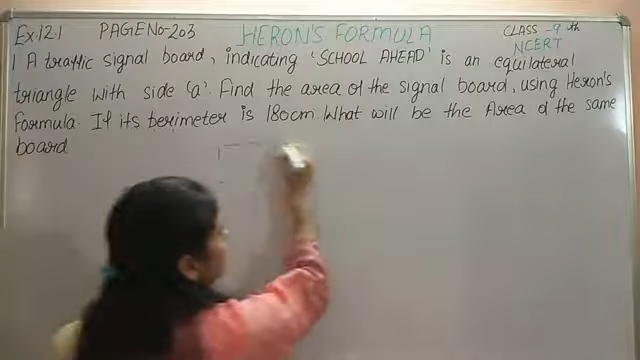 Ex:12.1 PAGENo-203 HERON'S FORMULA CLASS -9th
NCERT
1 A traffic signal board, indicating 'SCHOOL AHEAD' is an equilateral
triangle with side 'a'. Find the area of the signal board, using Heron's
Formula. If its perimeter is 180cm. What will be the Area of the same
board